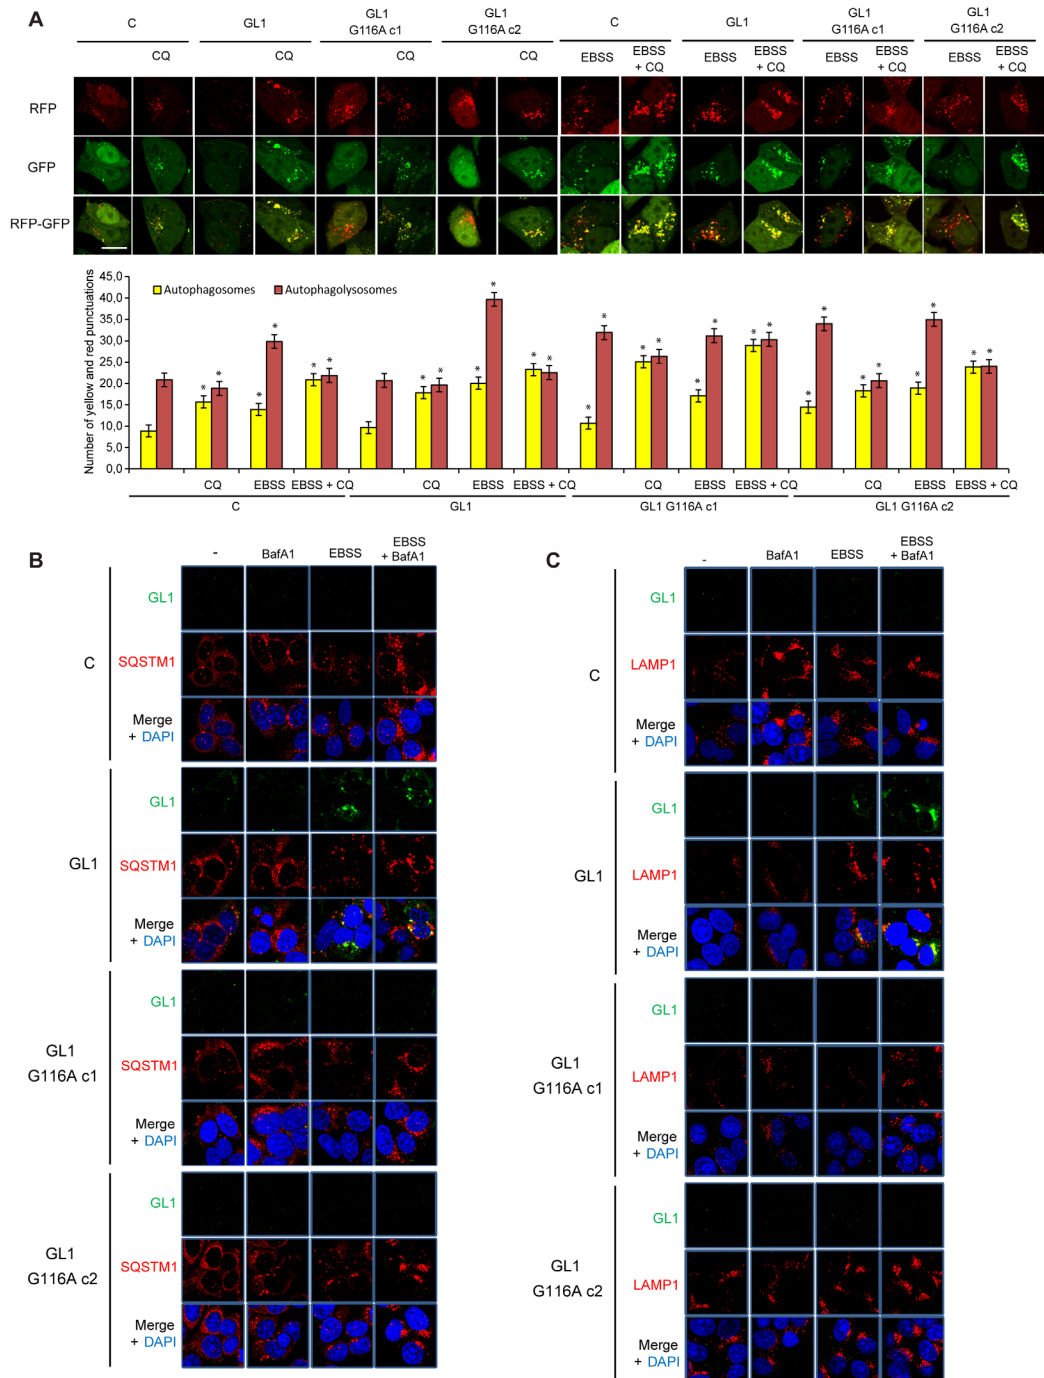 A
C
GL1
GL1
G116A c1
GL1
G116A c2
C
GL1
GL1
G116A c1
GL1
G116A c2
CQ
CQ
CQ
CQ
EBSS
EBSS
+ CQ
EBSS
EBSS
+ CQ
EBSS
EBSS
+ CQ
EBSS
EBSS
+ CQ
RFP
GFP
RFP-GFP
Number of yellow and red punctuations
45,0
40,0
35,0
30,0
25,0
20,0
15,0
10,0
5,0
0,0
Autophagosomes
Autophagolysosomes
* * * * * * * * * * * * * * * * * * * * * * * * * * * *
CQ EBSS EBSS + CQ CQ EBSS EBSS + CQ CQ EBSS EBSS + CQ CQ EBSS EBSS + CQ
C GL1 GL1 G116A c1 GL1 G116A c2
B
- BafA1 EBSS EBSS
+ BafA1
C
GL1
SQSTM1
Merge
+ DAPI
GL1
GL1
SQSTM1
Merge
+ DAPI
GL1
G116A c1
GL1
SQSTM1
Merge
+ DAPI
GL1
G116A c2
GL1
SQSTM1
Merge
+ DAPI
C
- BafA1 EBSS EBSS
+ BafA1
C
GL1
LAMP1
Merge
+ DAPI
GL1
GL1
LAMP1
Merge
+ DAPI
GL1
G116A c1
GL1
LAMP1
Merge
+ DAPI
GL1
G116A c2
GL1
LAMP1
Merge
+ DAPI